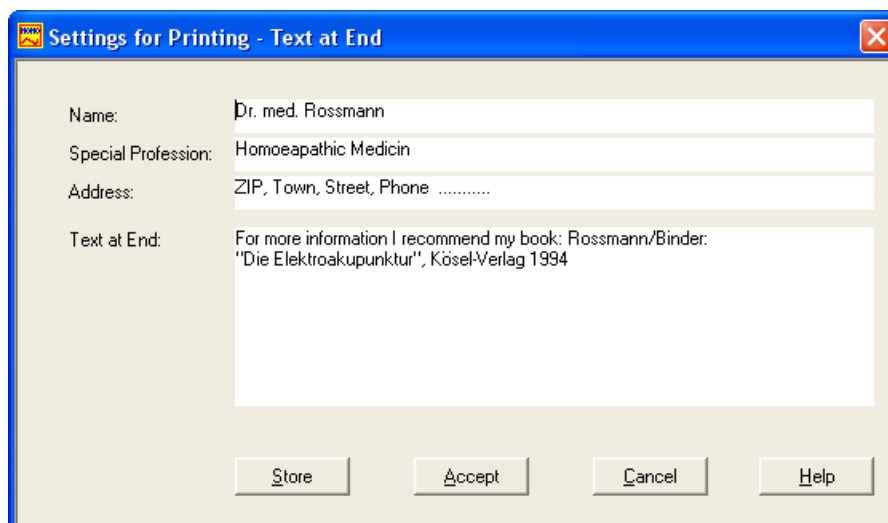 HOMO
Settings for Printing - Text at End
Name: Dr. med. Rossmann
Special Profession: Homoeapathic Medicin
Address: ZIP, Town, Street, Phone ...........
Text at End: For more information I recommend my book: Rossmann/Binder:
"Die Elektroakupunktur", Kösel-Verlag 1994
Store Accept Cancel Help